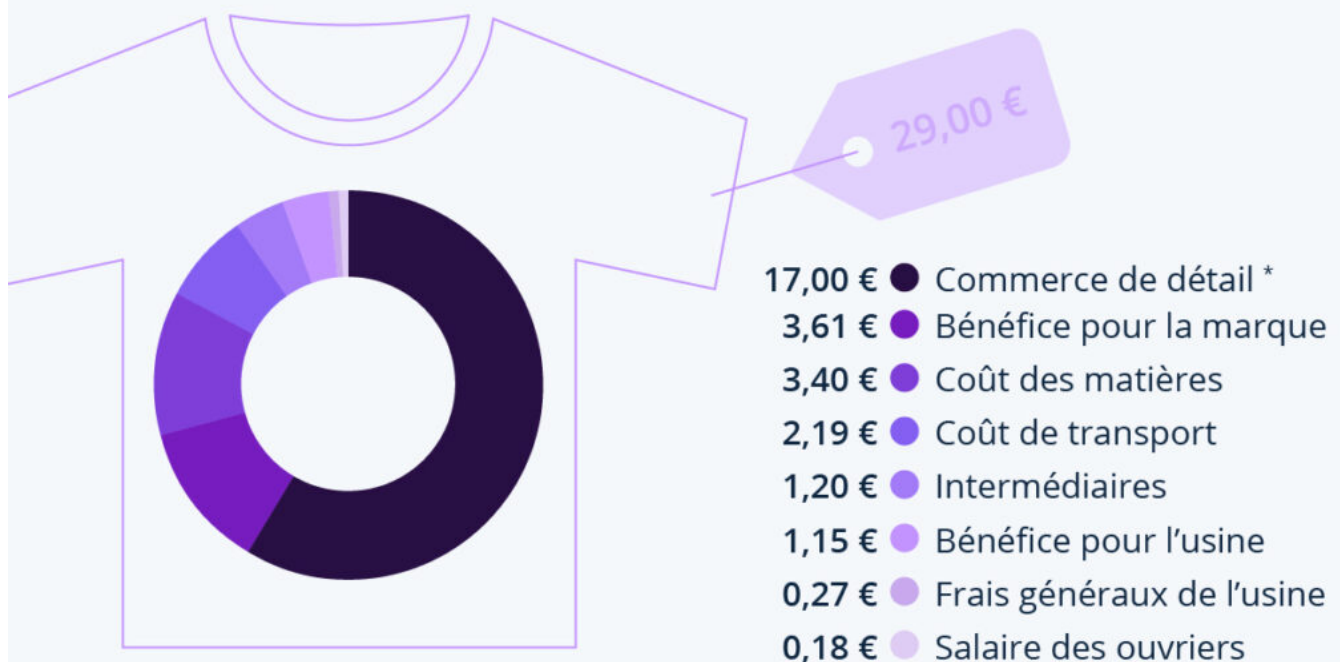 29,00 €
17,00 € Commerce de détail *
3,61 € Bénéfice pour la marque
3,40 € Coût des matières
2,19 € Coût de transport
1,20 € Intermédiaires
1,15 € Bénéfice pour l’usine
0,27 € Frais généraux de l’usine
0,18 € Salaire des ouvriers